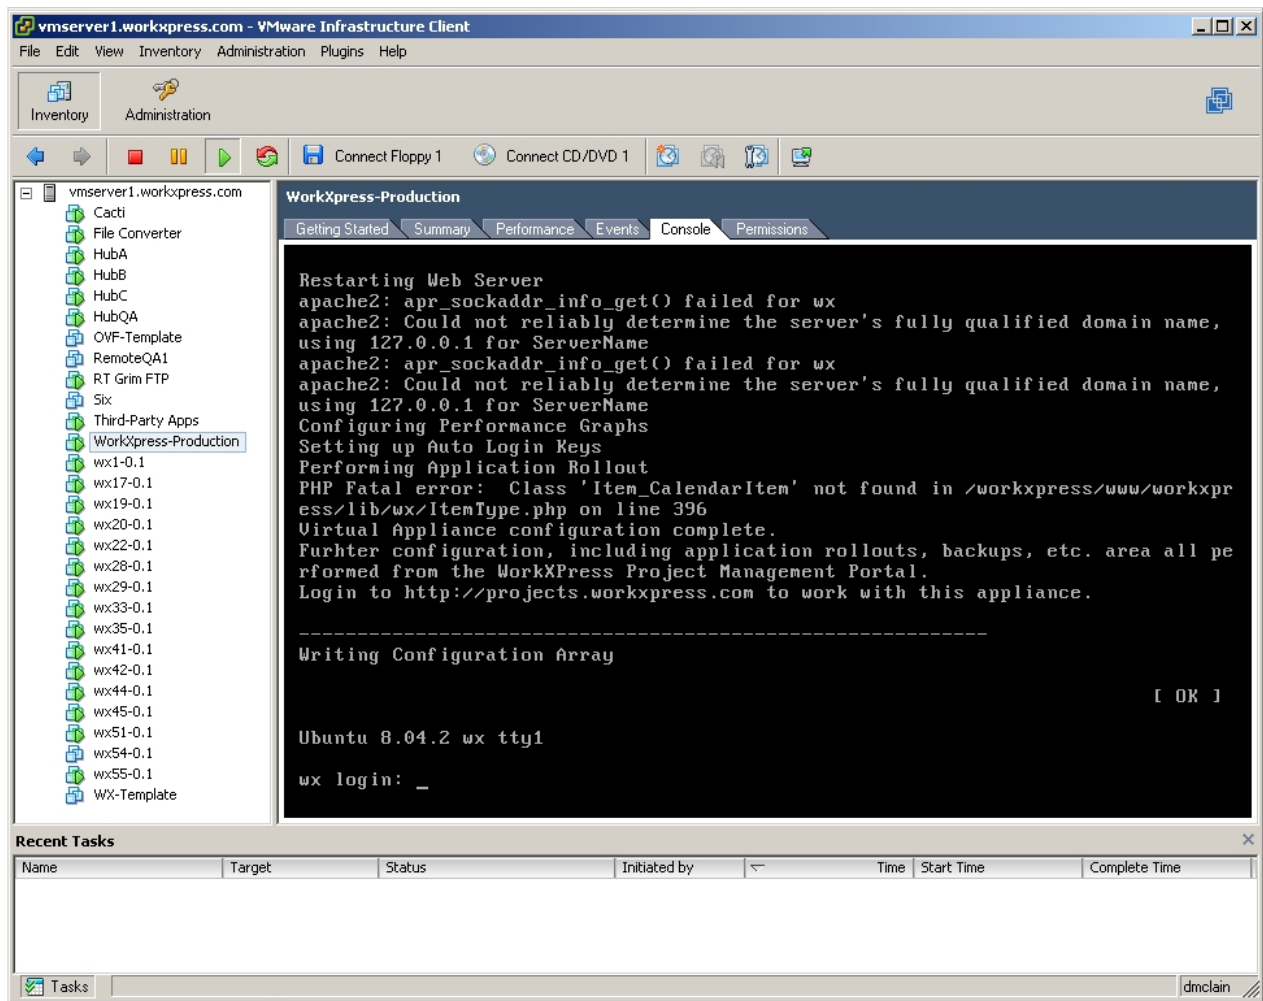 vmserver1.workxpress.com - VMware Infrastructure Client
File Edit View Inventory Administration Plugins Help
Inventory Administration
Connect Floppy 1 Connect CD/DVD 1
vmserver1.workxpress.com
Cacti
File Converter
HubA
HubB
HubC
HubQA
OVF-Template
RemoteQA1
RT Grim FTP
Six
Third-Party Apps
WorkXpress-Production
wx1-0.1
wx17-0.1
wx19-0.1
wx20-0.1
wx22-0.1
wx28-0.1
wx29-0.1
wx33-0.1
wx35-0.1
wx41-0.1
wx42-0.1
wx44-0.1
wx45-0.1
wx51-0.1
wx54-0.1
wx55-0.1
WX-Template
WorkXpress-Production
Getting Started Summary Performance Events Console Permissions
Restarting Web Server
apache2: apr_sockaddr_info_get() failed for wx
apache2: Could not reliably determine the server's fully qualified domain name,
using 127.0.0.1 for ServerName
apache2: apr_sockaddr_info_get() failed for wx
apache2: Could not reliably determine the server's fully qualified domain name,
using 127.0.0.1 for ServerName
Configuring Performance Graphs
Setting up Auto Login Keys
Performing Application Rollout
PHP Fatal error:  Class 'Item_CalendarItem' not found in /workxpress/www/workxpr
ess/lib/wx/ItemType.php on line 396
Virtual Appliance configuration complete.
Furhter configuration, including application rollouts, backups, etc. area all pe
rformed from the WorkXPress Project Management Portal.
Login to http://projects.workxpress.com to work with this appliance.
-----------------------------------------------------------
Writing Configuration Array
[ OK ]
Ubuntu 8.04.2 wx tty1
wx login: _
Recent Tasks
Name Target Status Initiated by Time Start Time Complete Time
Tasks dmclain